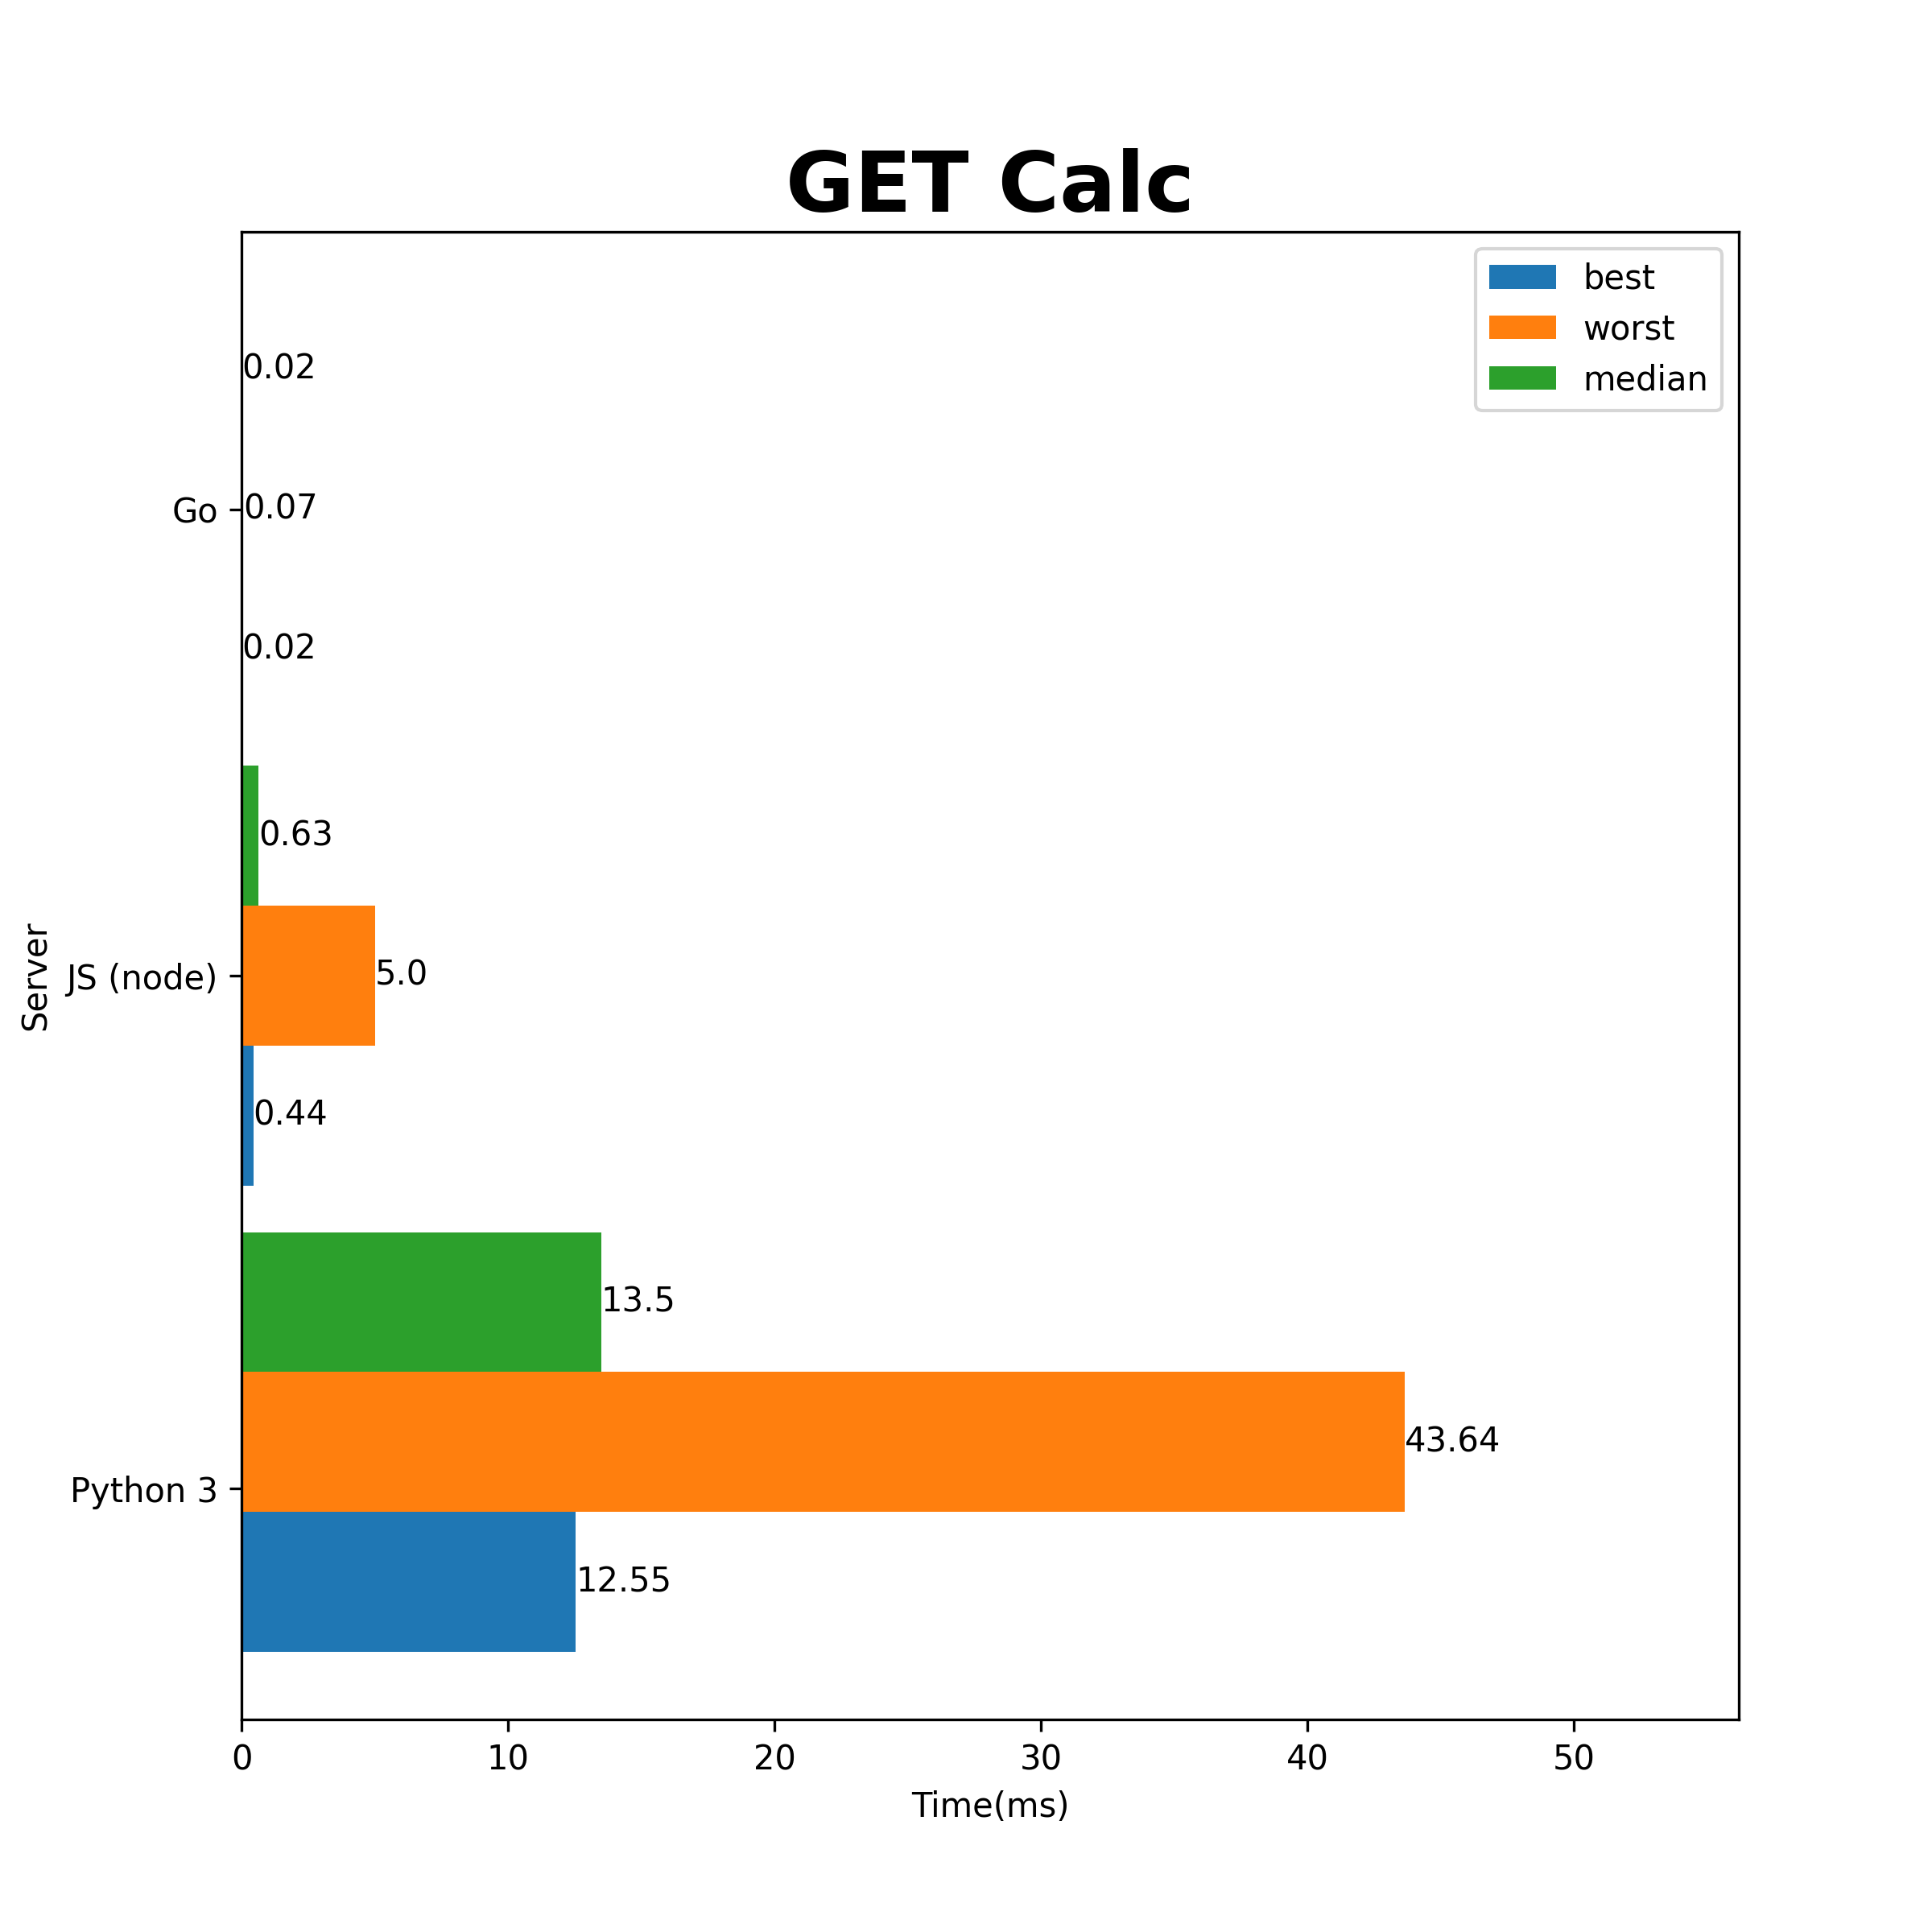 GET Calc
best
worst
median
0.02
Go
0.07
0.02
0.63
JS (node)
5.0
0.44
Server
13.5
43.64
Python 3
12.55
0 10 20 30 40 50
Time(ms)